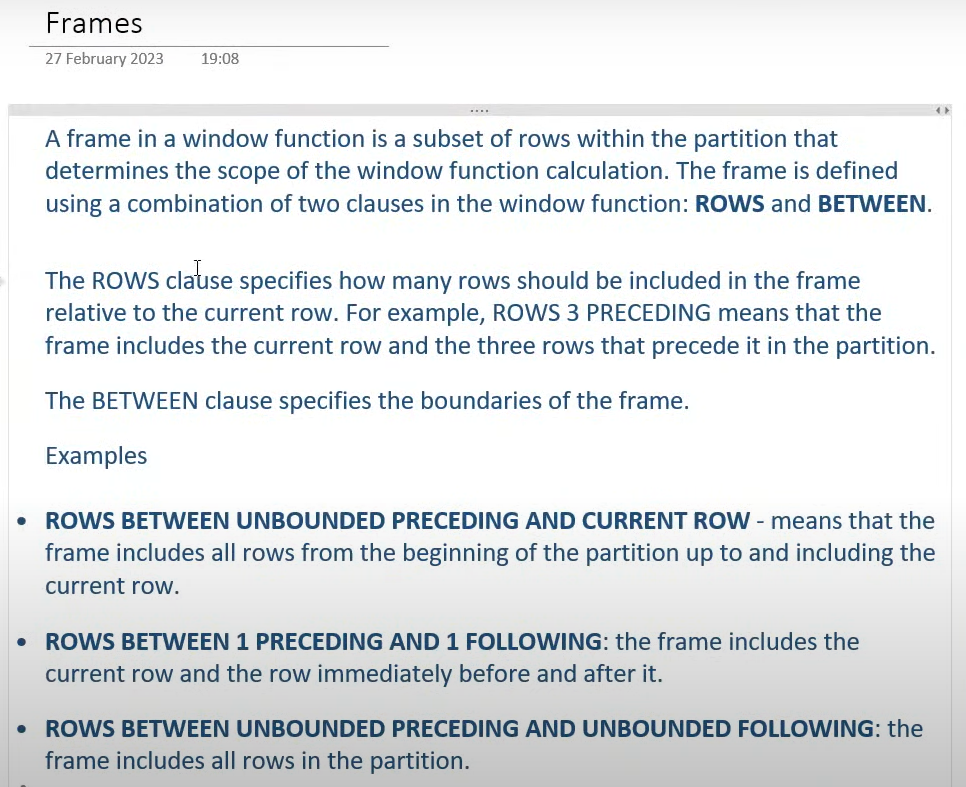 Frames
27 February 2023 19:08
A frame in a window function is a subset of rows within the partition that
determines the scope of the window function calculation. The frame is defined
using a combination of two clauses in the window function: ROWS and BETWEEN.
The ROWS clause specifies how many rows should be included in the frame
relative to the current row. For example, ROWS 3 PRECEDING means that the
frame includes the current row and the three rows that precede it in the partition.
The BETWEEN clause specifies the boundaries of the frame.
Examples
• ROWS BETWEEN UNBOUNDED PRECEDING AND CURRENT ROW - means that the
frame includes all rows from the beginning of the partition up to and including the
current row.
• ROWS BETWEEN 1 PRECEDING AND 1 FOLLOWING: the frame includes the
current row and the row immediately before and after it.
• ROWS BETWEEN UNBOUNDED PRECEDING AND UNBOUNDED FOLLOWING: the
frame includes all rows in the partition.